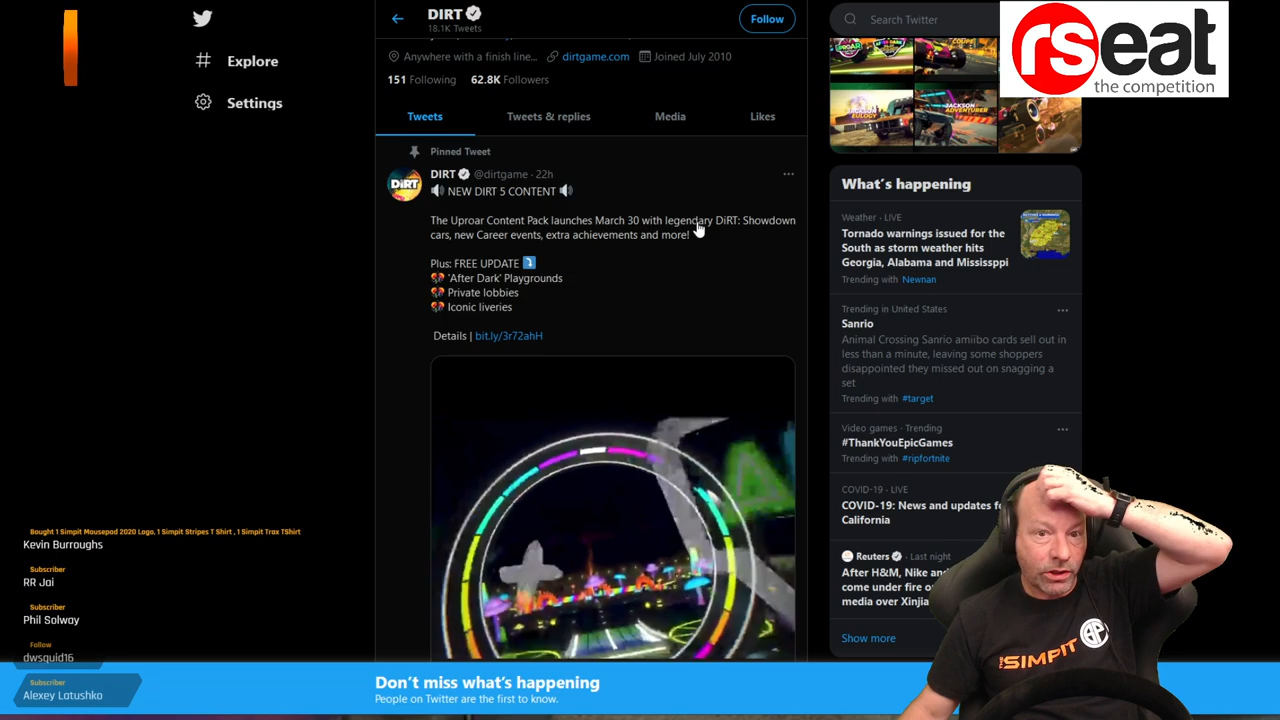 DIRT
18.1K Tweets
Follow
Search Twitter
rseat
the competition
Explore
Settings
Anywhere with a finish line... dirtgame.com Joined July 2010
151 Following 62.8K Followers
Tweets Tweets & replies Media Likes
Pinned Tweet
DIRT @dirtgame · 22h
NEW DIRT 5 CONTENT
The Uproar Content Pack launches March 30 with legendary DiRT: Showdown
cars, new Career events, extra achievements and more!
Plus: FREE UPDATE
'After Dark' Playgrounds
Private lobbies
Iconic liveries
Details | bit.ly/3r72ahH
JACKSON
EULOGY
JACKSON
ADVENTURER
What's happening
Weather · LIVE
Tornado warnings issued for the
South as storm weather hits
Georgia, Alabama and Mississppi
Trending with Newnan
Trending in United States
Sanrio
Animal Crossing Sanrio amiibo cards sell out in
less than a minute, leaving some shoppers
disappointed they missed out on snagging a
set
Trending with #target
Video games · Trending
#ThankYouEpicGames
Trending with #ripfortnite
COVID-19 · LIVE
COVID-19: News and updates fo
California
Reuters · Last night
After H&M, Nike and
come under fire o
media over Xinjia
Show more
Bought 1 Simpit Mousepad 2020 Logo, 1 Simpit Stripes T Shirt , 1 Simpit Trax TShirt
Kevin Burroughs
Subscriber
RR Jai
Subscriber
Phil Solway
Follow
dwsquid16
Subscriber
Alexey Latushko
Don't miss what's happening
People on Twitter are the first to know.
THE SIMPIT